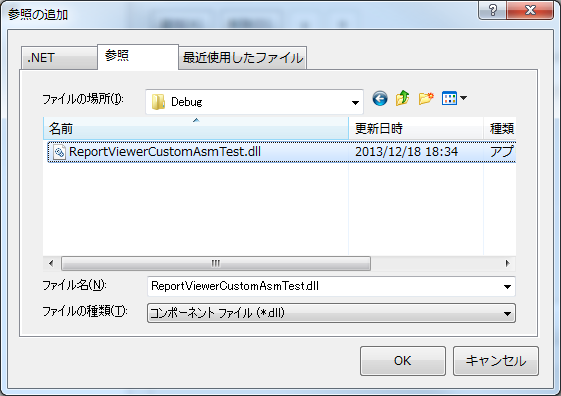 参照の追加
.NET 参照 最近使用したファイル
ファイルの場所(I): Debug
名前 更新日時 種類
ReportViewerCustomAsmTest.dll 2013/12/18 18:34 アプ
ファイル名(N): ReportViewerCustomAsmTest.dll
ファイルの種類(T): コンポーネント ファイル (*.dll)
OK キャンセル